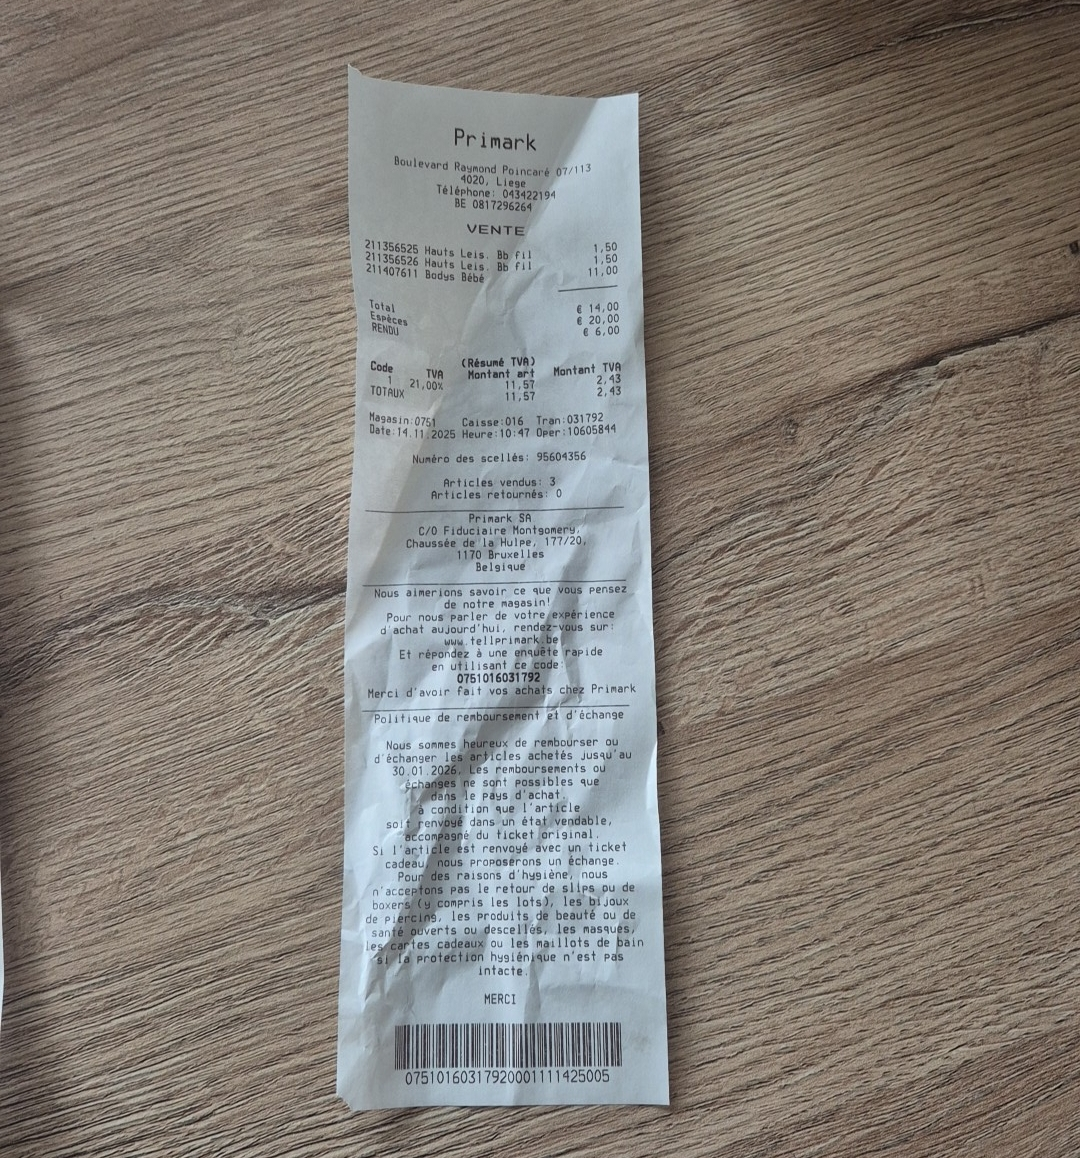 Primark
Boulevard Raymond Poincaré 07/113
4020, Liege
Téléphone: 043422194
BE 0817296264
VENTE
211356525 Hauts Leis. Bb fil 1,50
211356526 Hauts Leis. Bb fil 1,50
211407611 Bodys Bébé 11,00
Total € 14,00
Espèces € 20,00
RENDU € 6,00
(Résumé TVA)
Code TVA Montant art Montant TVA
1 21,00% 11,57 2,43
TOTAUX 11,57 2,43
Magasin:0751 Caisse:016 Tran:031792
Date:14.11.2025 Heure:10:47 Oper:10605844
Numéro des scellés: 95604356
Articles vendus: 3
Articles retournés: 0
Primark SA
C/O Fiduciaire Montgomery,
Chaussée de la Hulpe, 177/20,
1170 Bruxelles
Belgique
Nous aimerions savoir ce que vous pensez
de notre magasin!
Pour nous parler de votre expérience
d'achat aujourd'hui, rendez-vous sur:
www.tellprimark.be
Et répondez à une enquête rapide
en utilisant ce code:
0751016031792
Merci d'avoir fait vos achats chez Primark
Politique de remboursement et d'échange
Nous sommes heureux de rembourser ou
d'échanger les articles achetés jusqu'au
30.01.2026. Les remboursements ou
échanges ne sont possibles que
dans le pays d'achat.
à condition que l'article
soit renvoyé dans un état vendable,
accompagné du ticket original.
Si l'article est renvoyé avec un ticket
cadeau, nous proposerons un échange.
Pour des raisons d'hygiène, nous
n'acceptons pas le retour de slips ou de
boxers (y compris les lots), les bijoux
de piercing, les produits de beauté ou de
santé ouverts ou descellés, les masques,
les cartes cadeaux ou les maillots de bain
si la protection hygiénique n'est pas
intacte.
MERCI
07510160317920001111425005